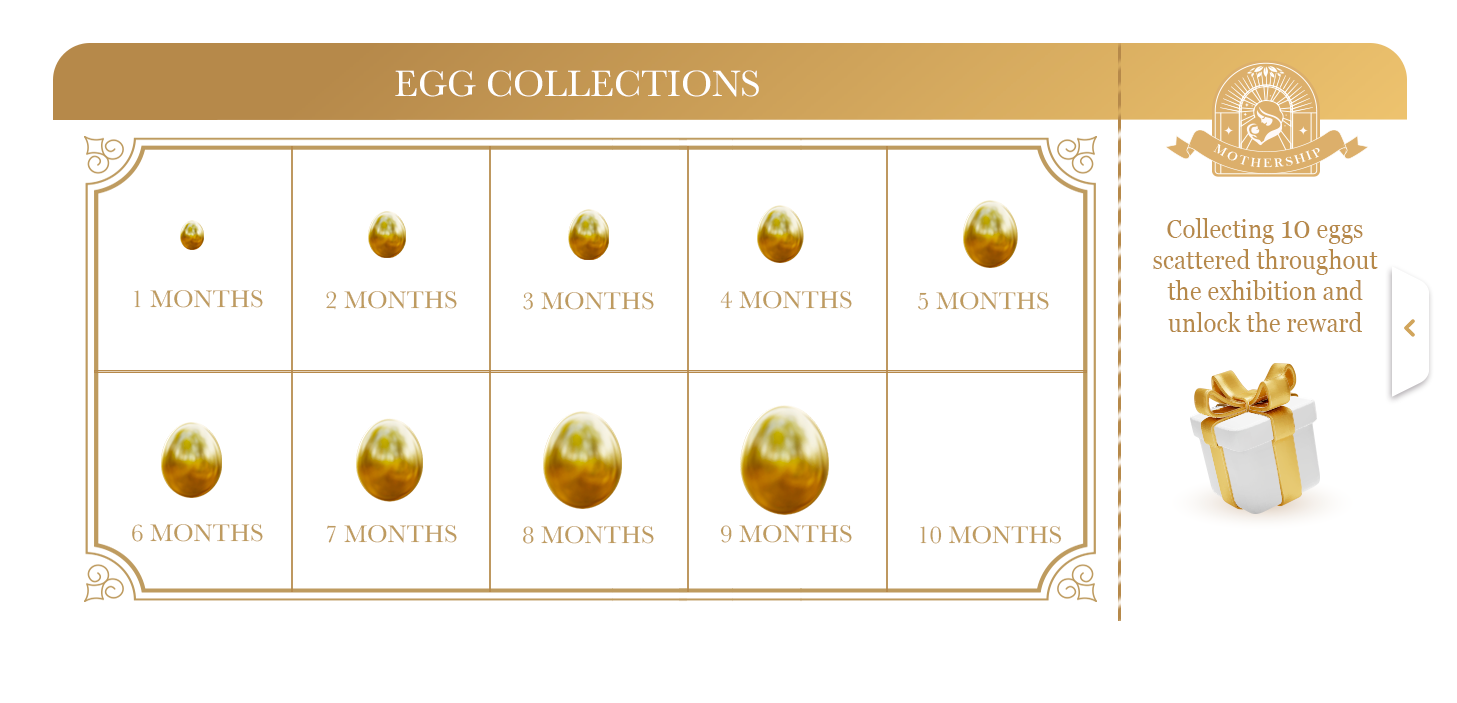 EGG COLLECTIONS
MOTHERSHIP
1 MONTHS
2 MONTHS
3 MONTHS
4 MONTHS
5 MONTHS
6 MONTHS
7 MONTHS
8 MONTHS
9 MONTHS
10 MONTHS
Collecting 10 eggs
scattered throughout
the exhibition and
unlock the reward